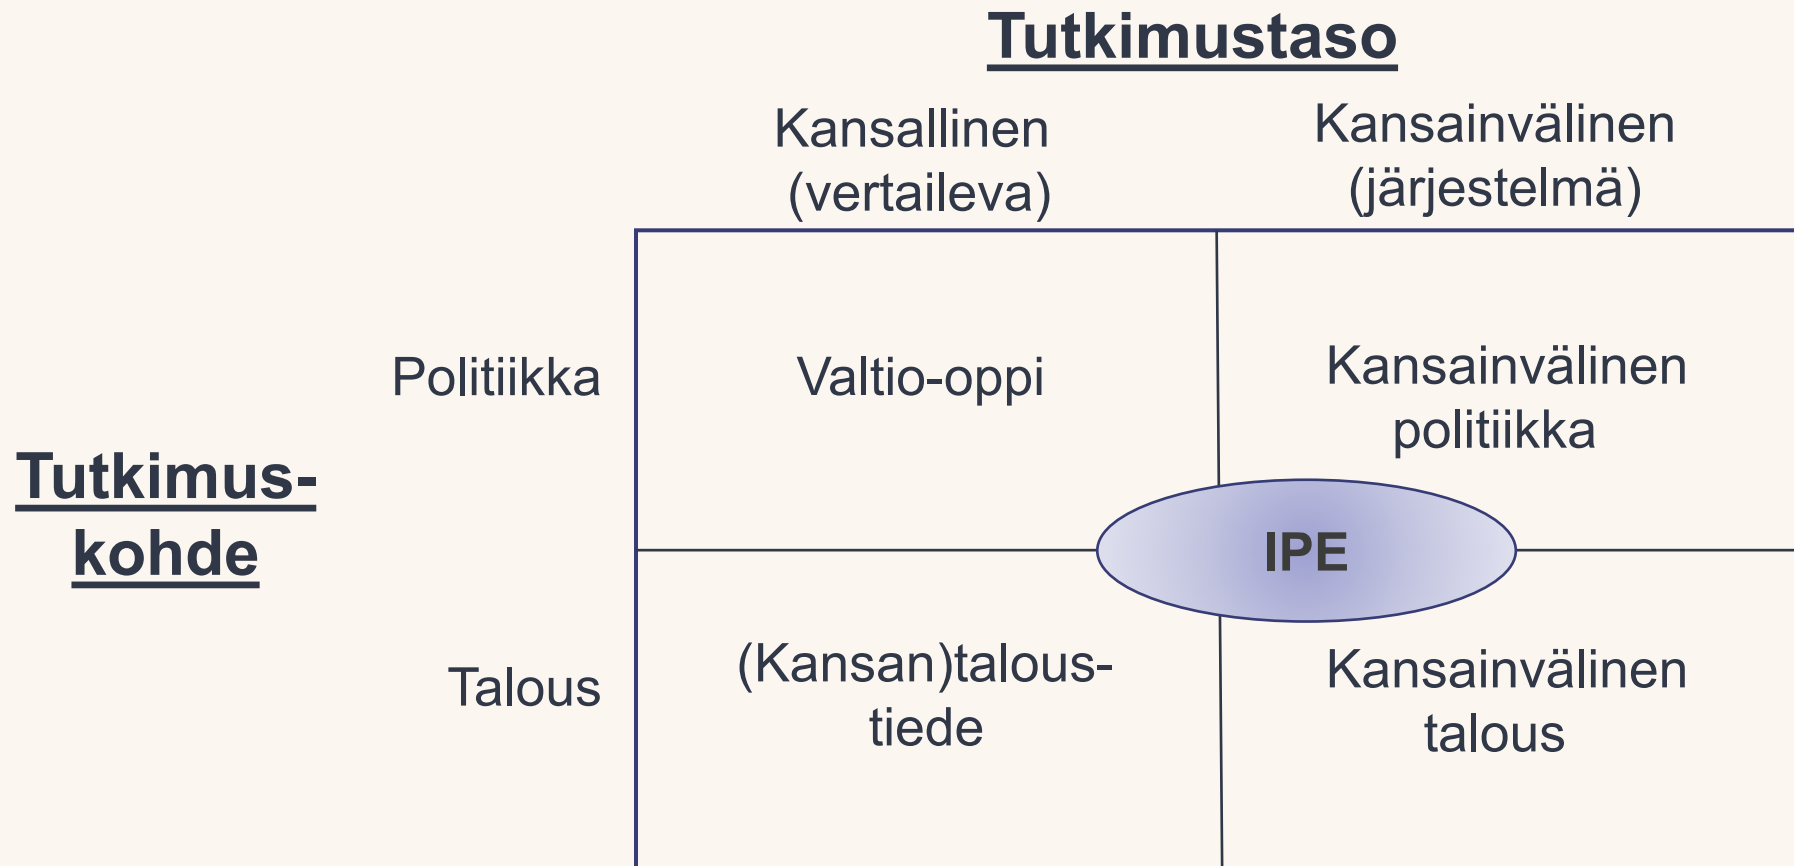 Tutkimustaso
Kansallinen
(vertaileva)
Kansainvälinen
(järjestelmä)
Tutkimus-
kohde
Politiikka
Valtio-oppi
Kansainvälinen
politiikka
IPE
Talous
(Kansan)talous-
tiede
Kansainvälinen
talous